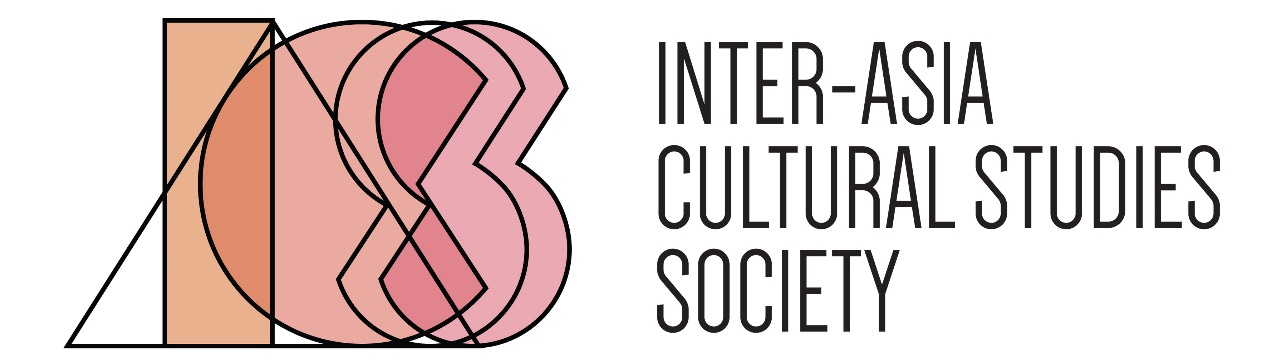 INTER-ASIA
CULTURAL STUDIES
SOCIETY